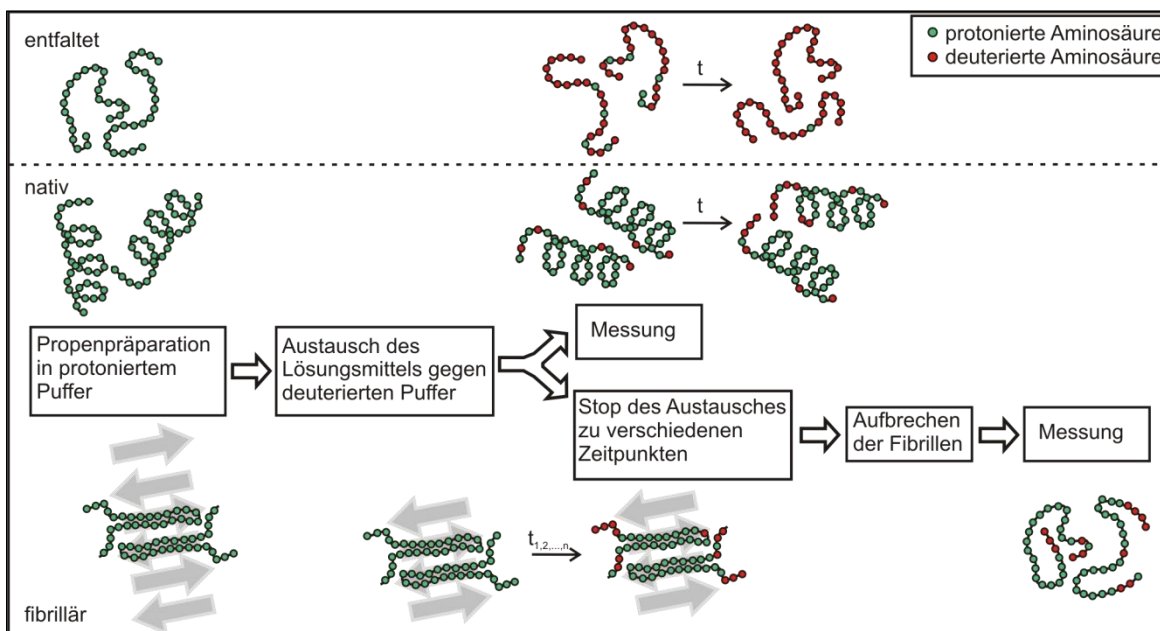 entfaltet
protonierte Aminosäure
deuterierte Aminosäure
t
nativ
t
Propenpräparation
in protoniertem
Puffer
Austausch des
Lösungsmittels gegen
deuterierten Puffer
Messung
Stop des Austausches
zu verschiedenen
Zeitpunkten
Aufbrechen
der Fibrillen
Messung
t1,2,...,n
fibrillär